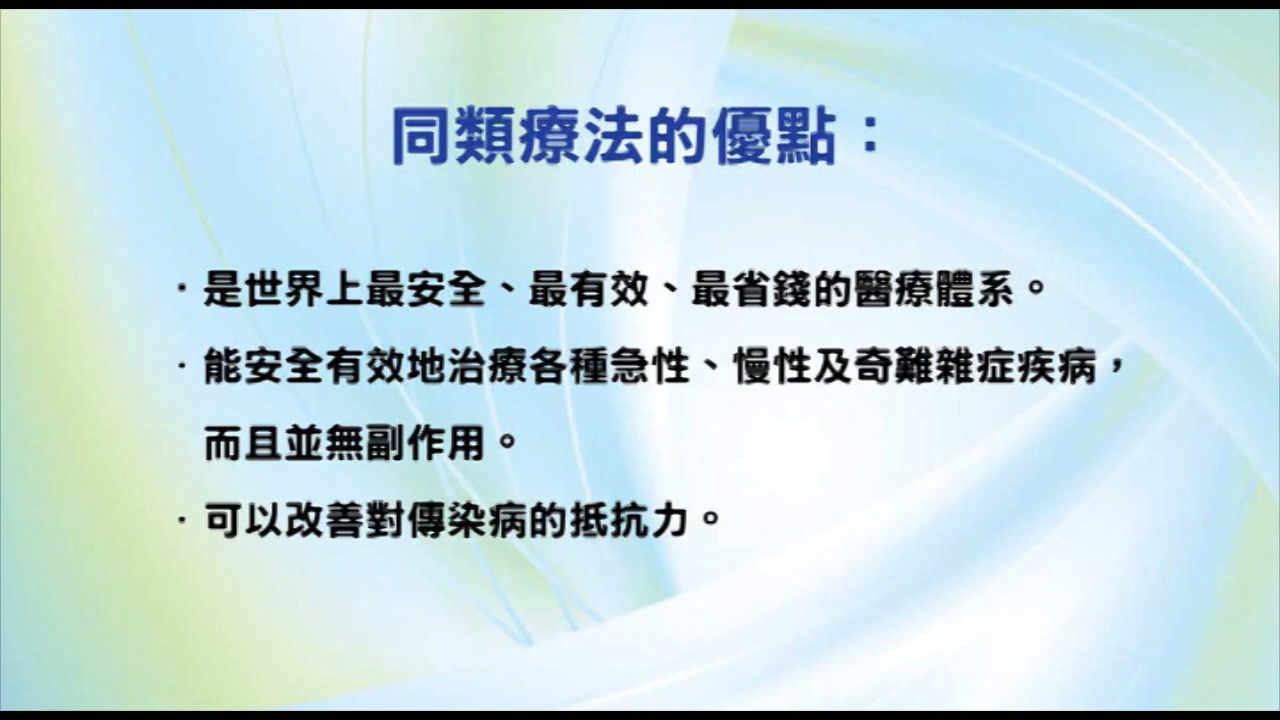 同類療法的優點：
·是世界上最安全、最有效、最省錢的醫療體系。
·能安全有效地治療各種急性、慢性及奇難雜症疾病，
而且並無副作用。
·可以改善對傳染病的抵抗力。